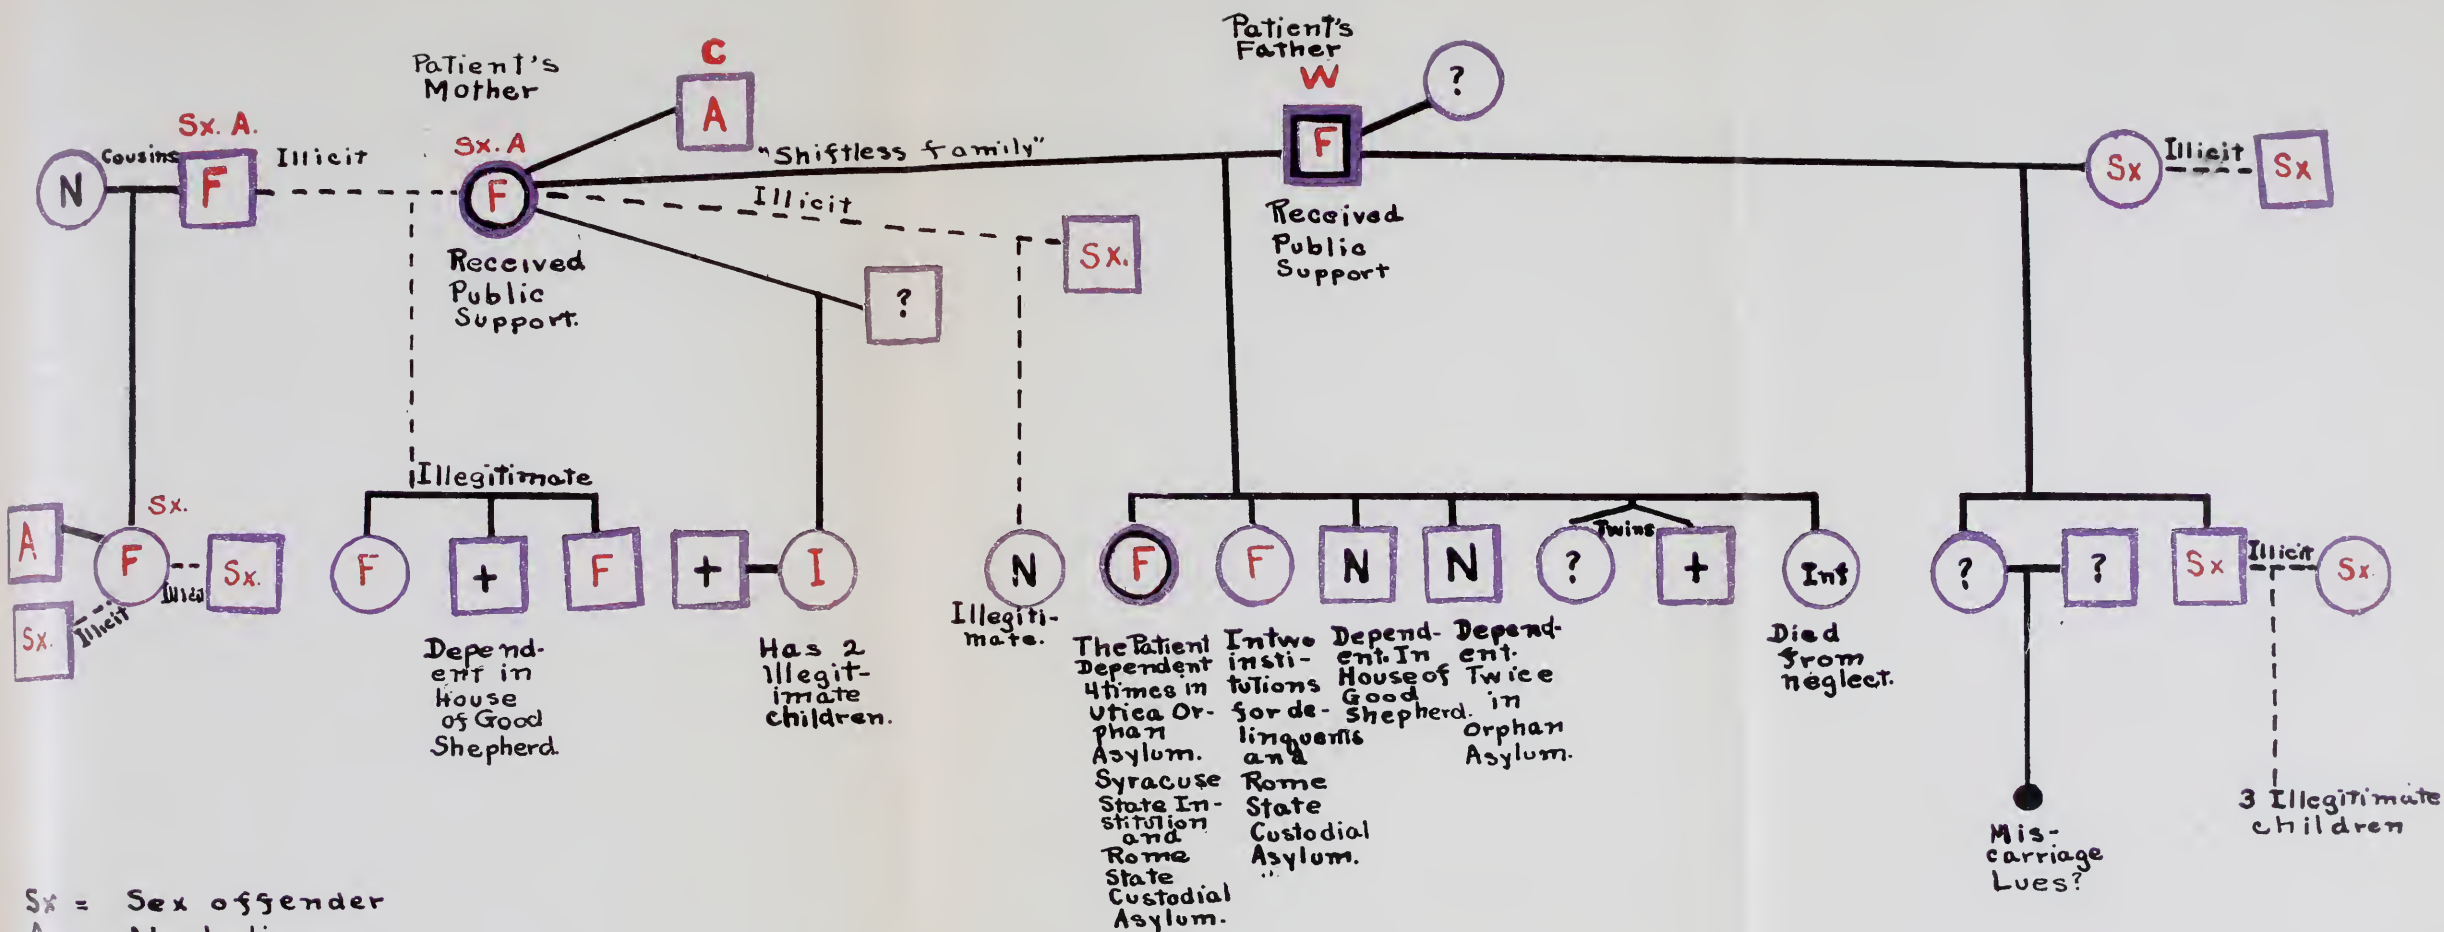 Patient's
Mother
C
A
Patient's
Father
W
F
?
N
Cousins
Sx. A.
F
Illicit
Sx. A
F
"Shiftless family"
Illicit
Sx
Illicit
Sx
Received
Public
Support.
?
Sx.
Received
Public
Support
A
Sx.
F
Illicit
Sx.
Illicit
Sx.
Illegitimate
F
+
F
Depend-
ent in
House
of Good
Shepherd.
+
I
Has 2
Illegit-
imate
children.
N
Illegiti-
mate.
F
The Patient
Dependent
4 times in
Utica Or-
phan
Asylum.
Syracuse
State In-
stitution
and
Rome
State
Custodial
Asylum.
F
In two
insti-
tutions
for de-
linquents
and
Rome
State
Custodial
Asylum.
N
Depend-
ent. In
House of
Good
Shepherd.
N
Depend-
ent.
Twice
in
Orphan
Asylum.
?
Twins
+
Inf
Died
from
neglect.
?
?
Mis-
carriage
Lues?
Sx
Illicit
Sx
3 Illegitimate
children
Sx = Sex offender